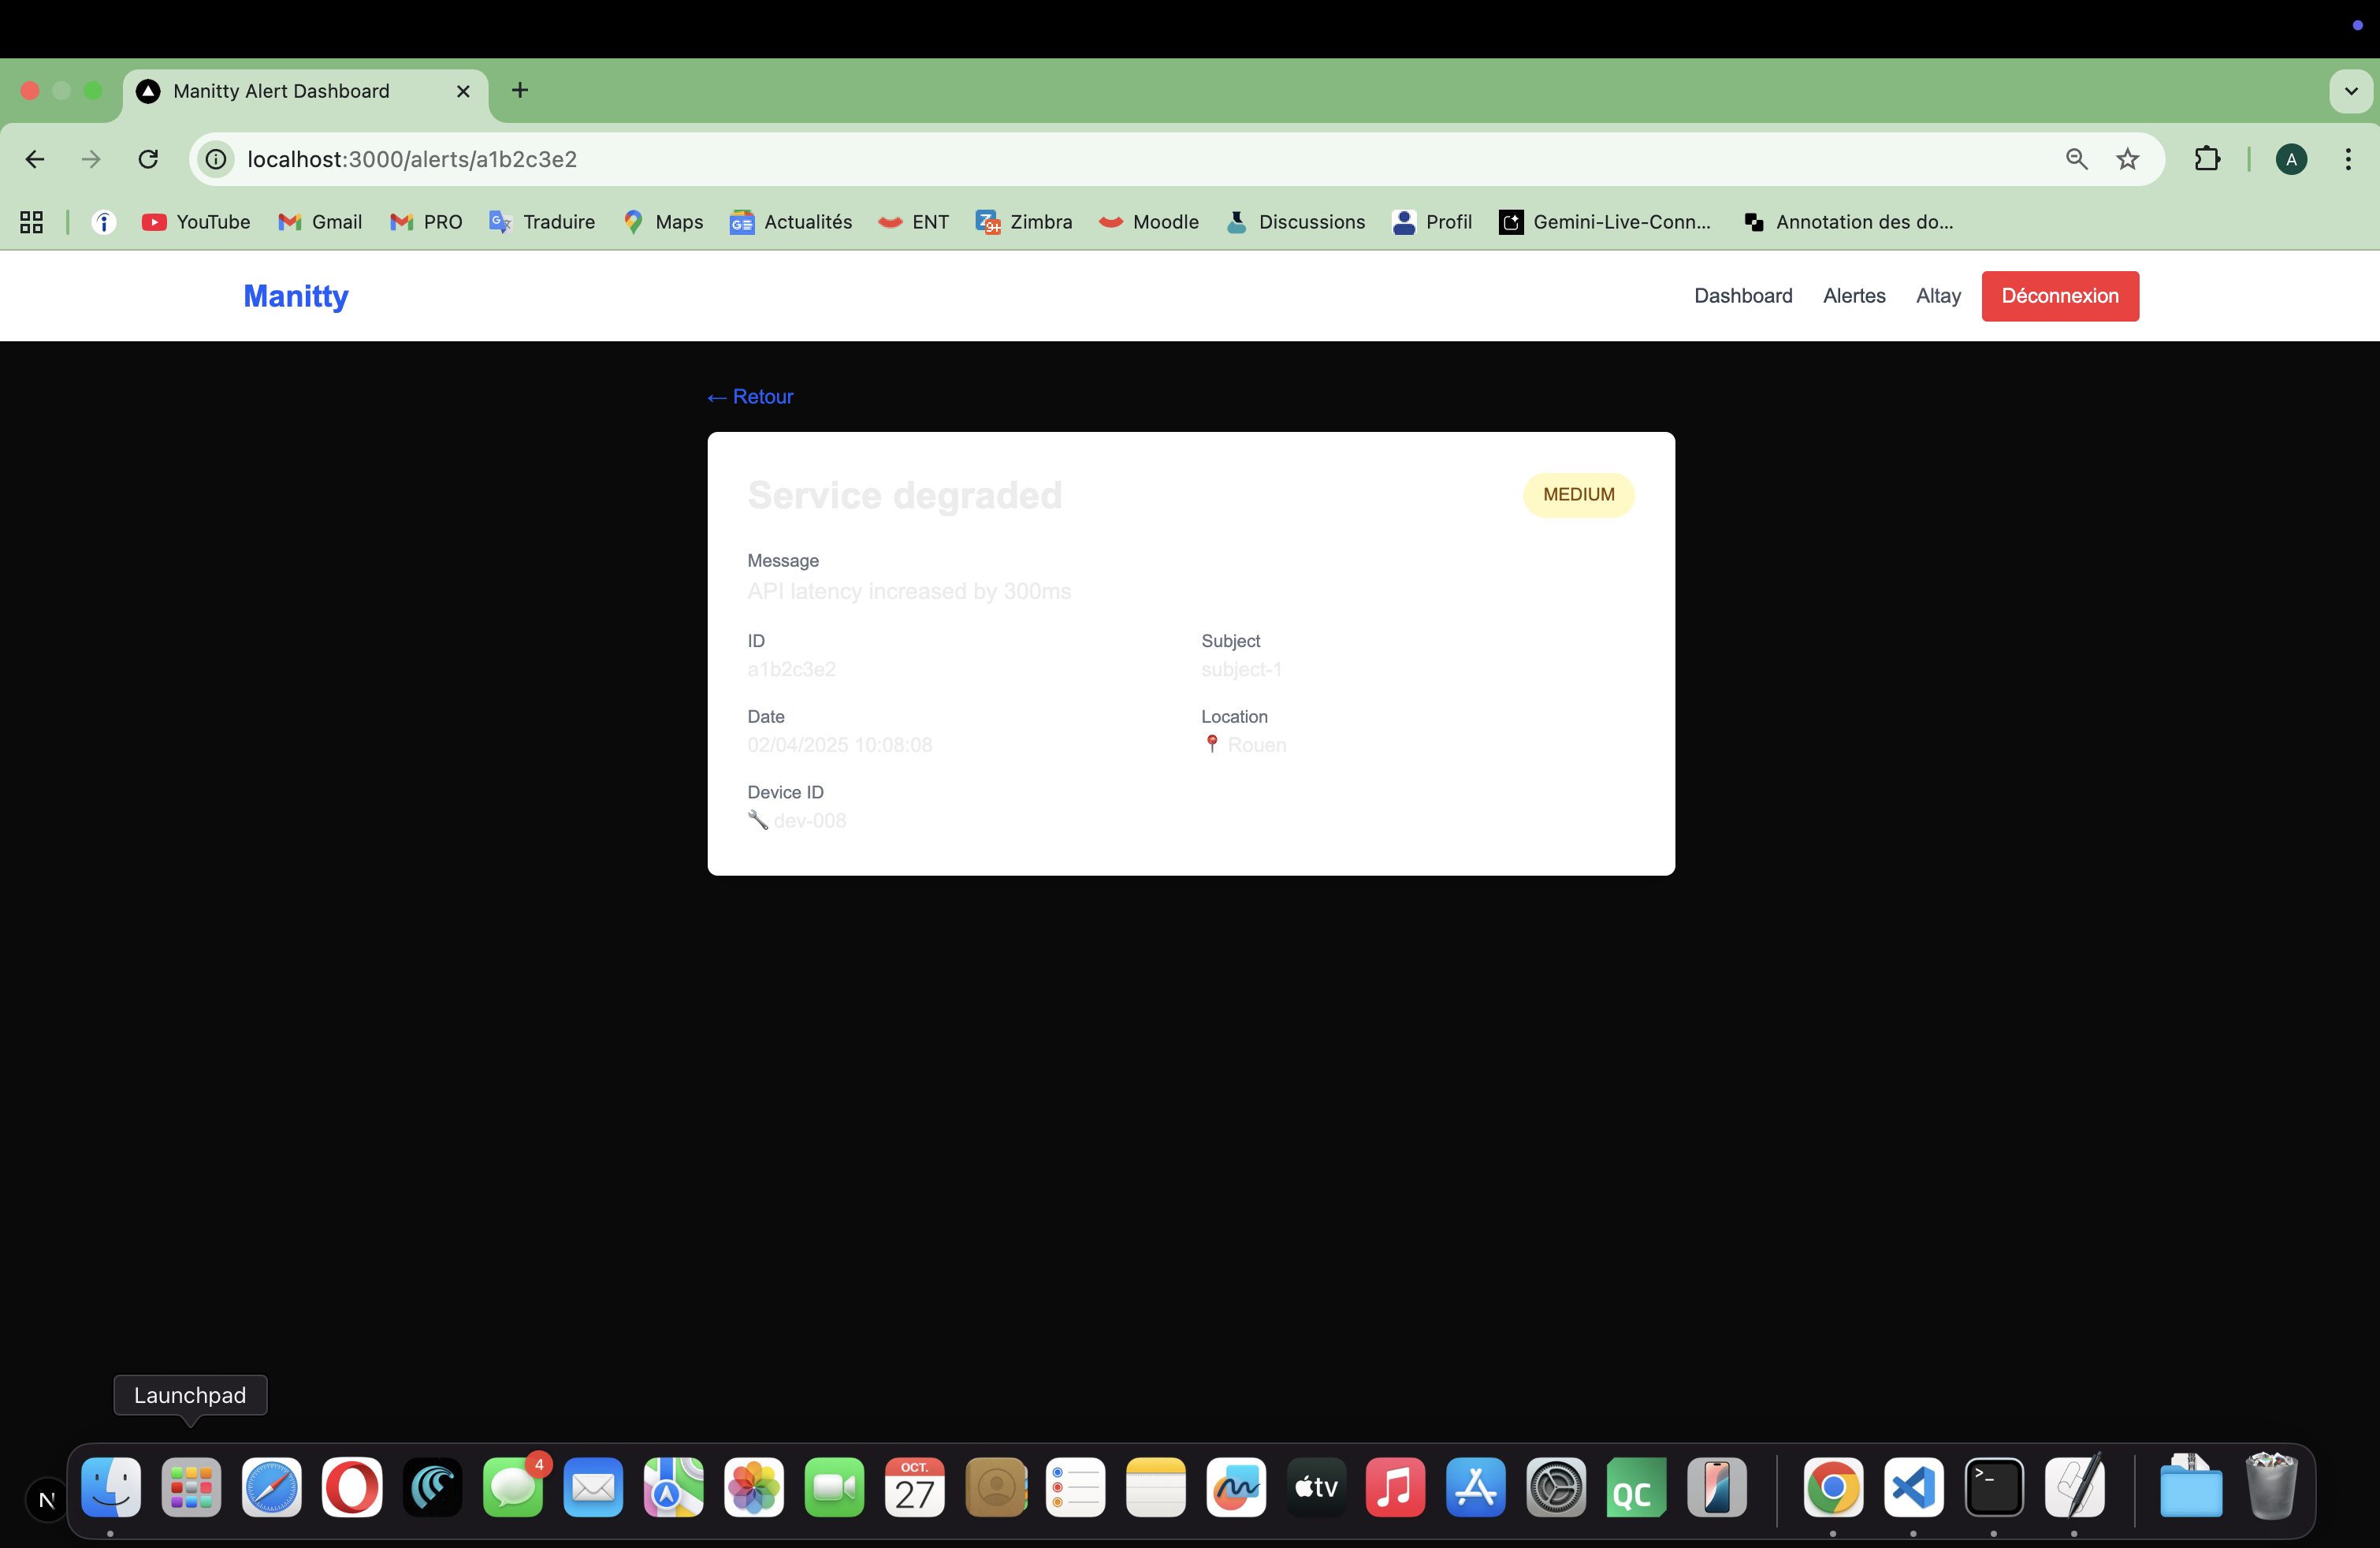 Manitty Alert Dashboard
localhost:3000/alerts/a1b2c3e2
A
YouTube Gmail PRO Traduire Maps Actualités ENT Zimbra Moodle Discussions Profil Gemini-Live-Conn... Annotation des do...
Manitty
Dashboard Alertes Altay Déconnexion
← Retour
Service degraded
MEDIUM
Message
API latency increased by 300ms
ID Subject
a1b2c3e2 subject-1
Date Location
02/04/2025 10:08:08 Rouen
Device ID
dev-008
Launchpad
N
4
OCT.
27
tv
QC